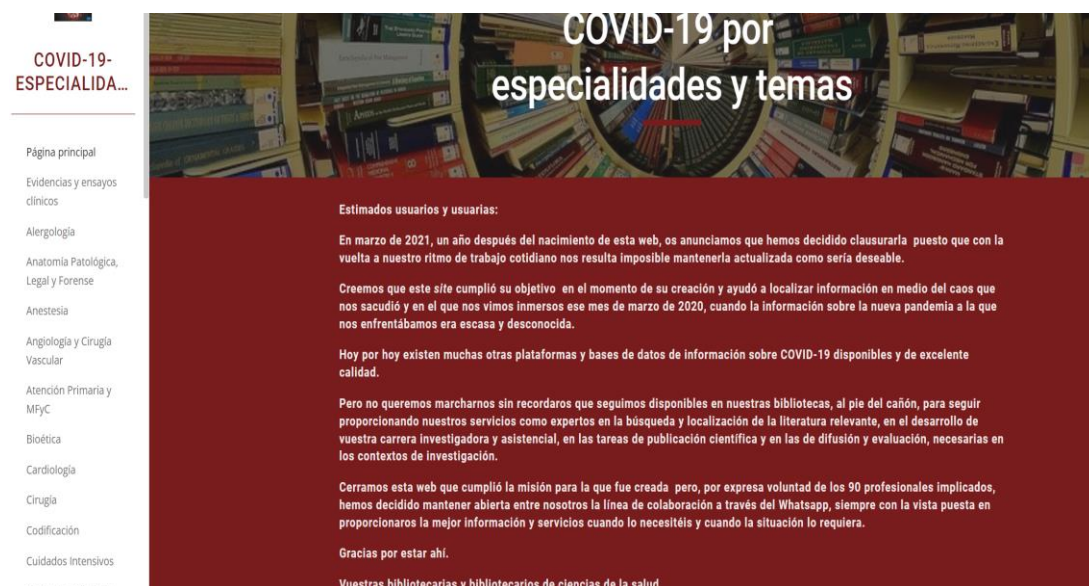 COVID-19-
ESPECIALIDA...
Página principal
Evidencias y ensayos
clínicos
Alergología
Anatomía Patológica,
Legal y Forense
Anestesia
Angiología y Cirugía
Vascular
Atención Primaria y
MFyC
Bioética
Cardiología
Cirugía
Codificación
Cuidados Intensivos
COVID-19 por
especialidades y temas
Estimados usuarios y usuarias:
En marzo de 2021, un año después del nacimiento de esta web, os anunciamos que hemos decidido clausurarla puesto que con la
vuelta a nuestro ritmo de trabajo cotidiano nos resulta imposible mantenerla actualizada como sería deseable.
Creemos que este site cumplió su objetivo en el momento de su creación y ayudó a localizar información en medio del caos que
nos sacudió y en el que nos vimos inmersos ese mes de marzo de 2020, cuando la información sobre la nueva pandemia a la que
nos enfrentábamos era escasa y desconocida.
Hoy por hoy existen muchas otras plataformas y bases de datos de información sobre COVID-19 disponibles y de excelente
calidad.
Pero no queremos marcharnos sin recordaros que seguimos disponibles en nuestras bibliotecas, al pie del cañón, para seguir
proporcionando nuestros servicios como expertos en la búsqueda y localización de la literatura relevante, en el desarrollo de
vuestra carrera investigadora y asistencial, en las tareas de publicación científica y en las de difusión y evaluación, necesarias en
los contextos de investigación.
Cerramos esta web que cumplió la misión para la que fue creada pero, por expresa voluntad de los 90 profesionales implicados,
hemos decidido mantener abierta entre nosotros la línea de colaboración a través del Whatsapp, siempre con la vista puesta en
proporcionaros la mejor información y servicios cuando lo necesitéis y cuando la situación lo requiera.
Gracias por estar ahí.
Vuestras bibliotecarias y bibliotecarios de ciencias de la salud